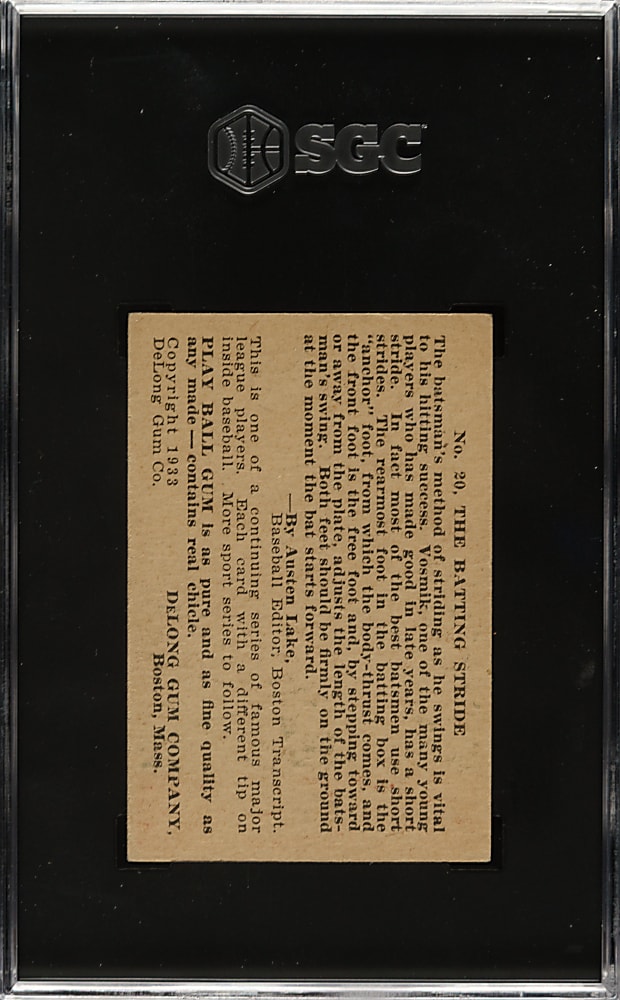 SGC
No. 20, THE BATTING STRIDE
The batsman's method of striding as he swings is vital
to his hitting success. Vosmik, one of the many young
players who has made good in late years, has a short
stride. In fact most of the best batsmen use short
strides. The rearmost foot in the batting box is the
"anchor" foot, from which the body-thrust comes, and
the front foot is the free foot and, by stepping toward
or away from the plate, adjusts the length of the bats-
man's swing. Both feet should be firmly on the ground
at the moment the bat starts forward.
—By Austen Lake,
Baseball Editor, Boston Transcript.
This is one of a continuing series of famous major
league players. Each card with a different tip on
inside baseball. More sport series to follow.
PLAY BALL GUM is as pure and as fine quality as
any made — contains real chicle.
DeLONG GUM COMPANY,
Boston, Mass.
Copyright 1933
DeLong Gum Co.